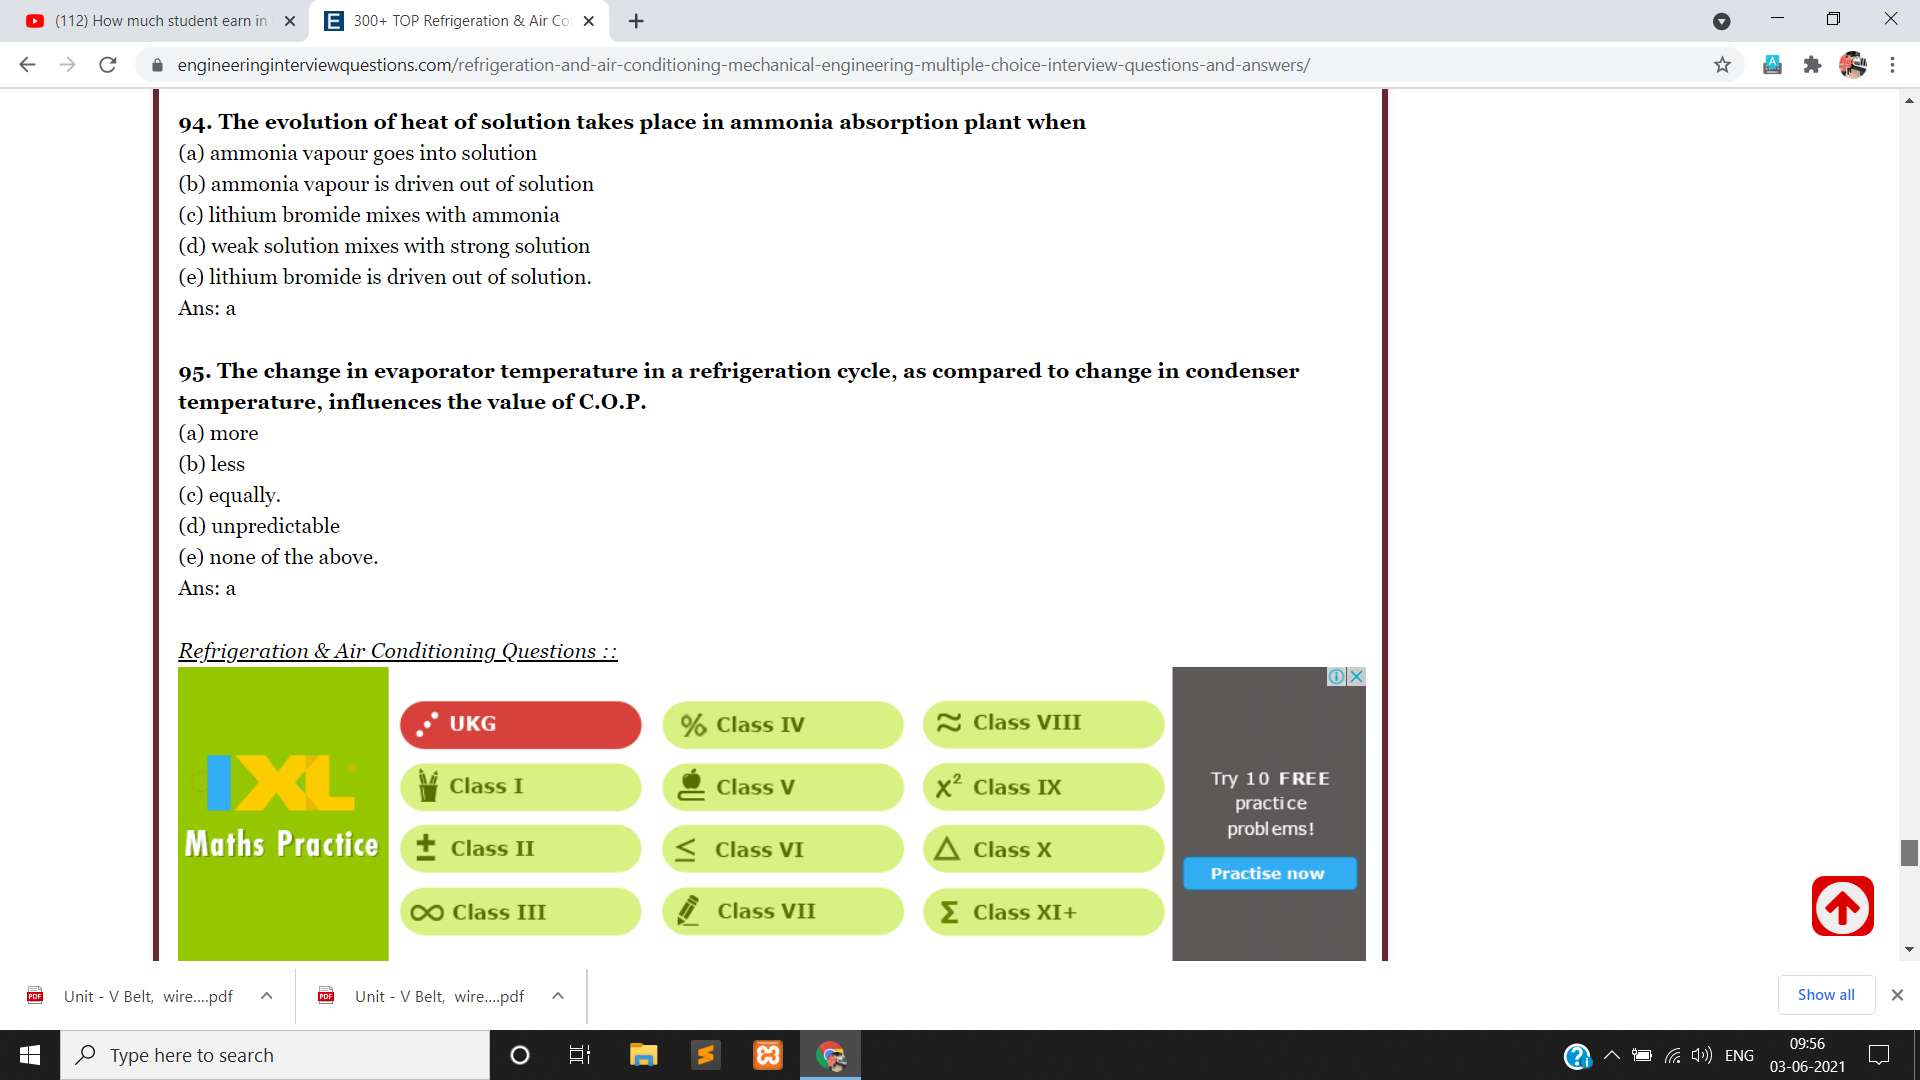 (112) How much student earn in
300+ TOP Refrigeration & Air Co
engineeringinterviewquestions.com/refrigeration-and-air-conditioning-mechanical-engineering-multiple-choice-interview-questions-and-answers/
94. The evolution of heat of solution takes place in ammonia absorption plant when
(a) ammonia vapour goes into solution
(b) ammonia vapour is driven out of solution
(c) lithium bromide mixes with ammonia
(d) weak solution mixes with strong solution
(e) lithium bromide is driven out of solution.
Ans: a
95. The change in evaporator temperature in a refrigeration cycle, as compared to change in condenser
temperature, influences the value of C.O.P.
(a) more
(b) less
(c) equally.
(d) unpredictable
(e) none of the above.
Ans: a
Refrigeration & Air Conditioning Questions ::
IXL
Maths Practice
UKG
Class I
± Class II
∞ Class III
% Class IV
Class V
≤ Class VI
Class VII
≈ Class VIII
x² Class IX
△ Class X
Σ Class XI+
Try 10 FREE
practice
problems!
Practise now
Unit - V Belt, wire....pdf
Unit - V Belt, wire....pdf
Show all
Type here to search
ENG
09:56
03-06-2021